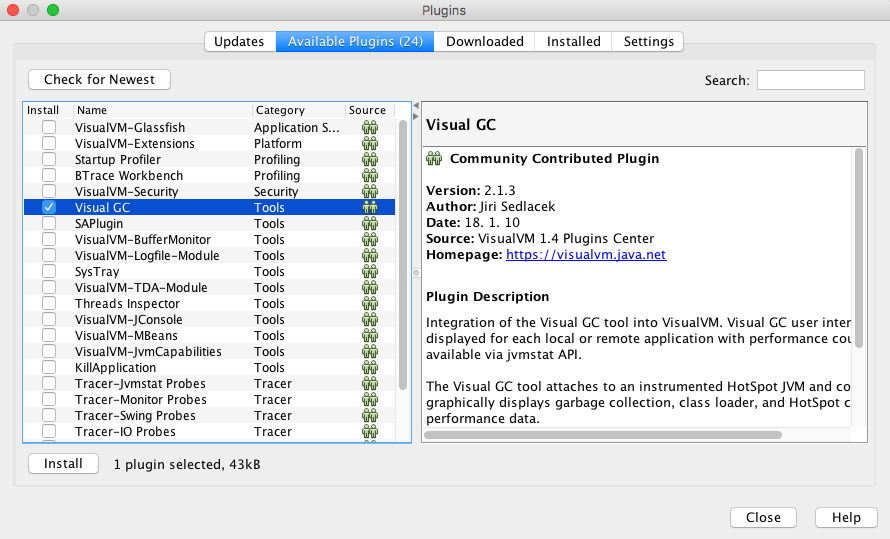 Plugins
Updates
Available Plugins (24)
Downloaded
Installed
Settings
Check for Newest
Search:
Install Name Category Source
VisualVM-Glassfish Application S...
VisualVM-Extensions Platform
Startup Profiler Profiling
BTrace Workbench Profiling
VisualVM-Security Security
Visual GC Tools
SAPlugin Tools
VisualVM-BufferMonitor Tools
VisualVM-Logfile-Module Tools
SysTray Tools
VisualVM-TDA-Module Tools
Threads Inspector Tools
VisualVM-JConsole Tools
VisualVM-MBeans Tools
VisualVM-JvmCapabilities Tools
KillApplication Tools
Tracer-Jvmstat Probes Tracer
Tracer-Monitor Probes Tracer
Tracer-Swing Probes Tracer
Tracer-IO Probes Tracer
Visual GC
Community Contributed Plugin
Version: 2.1.3
Author: Jiri Sedlacek
Date: 18. 1. 10
Source: VisualVM 1.4 Plugins Center
Homepage: https://visualvm.java.net
Plugin Description
Integration of the Visual GC tool into VisualVM. Visual GC user inter
displayed for each local or remote application with performance cou
available via jvmstat API.
The Visual GC tool attaches to an instrumented HotSpot JVM and co
graphically displays garbage collection, class loader, and HotSpot c
performance data.
Install
1 plugin selected, 43kB
Close
Help